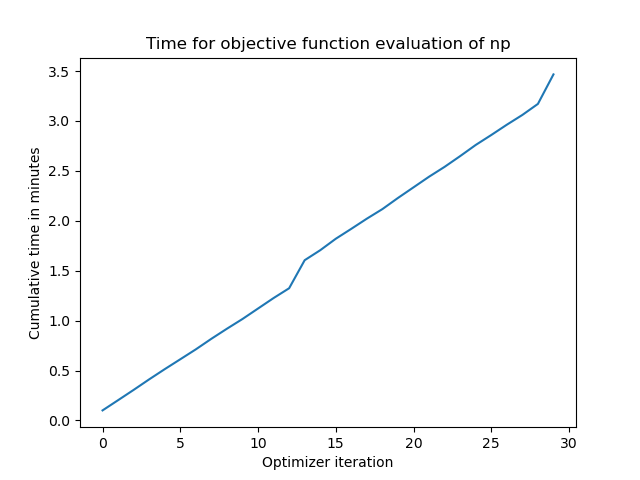 Time for objective function evaluation of np
3.5
3.0
2.5
2.0
1.5
1.0
0.5
0.0
Cumulative time in minutes
0 5 10 15 20 25 30
Optimizer iteration